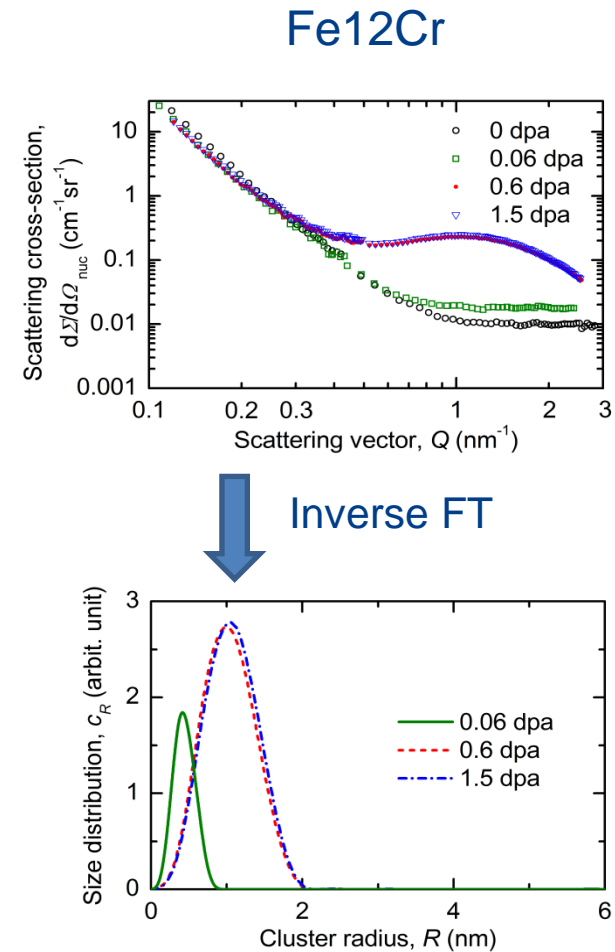 Fe12Cr
Scattering cross-section,
dΣ/dΩ nuc (cm⁻¹ sr⁻¹)
10
1
0.1
0.01
0.001
0 dpa
0.06 dpa
0.6 dpa
1.5 dpa
0.1
0.2
0.3
1
2
3
Scattering vector, Q (nm⁻¹)
Inverse FT
Size distribution, c_R (arbit. unit)
3
2
1
0
0.06 dpa
0.6 dpa
1.5 dpa
0
2
4
6
Cluster radius, R (nm)